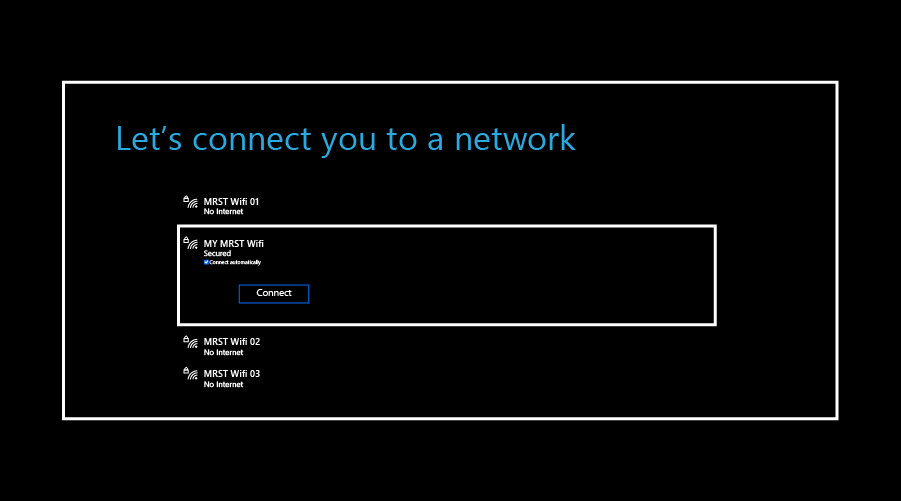 Let's connect you to a network
MRST Wifi 01
No Internet
MY MRST Wifi
Secured
Connect automatically
Connect
MRST Wifi 02
No Internet
MRST Wifi 03
No Internet